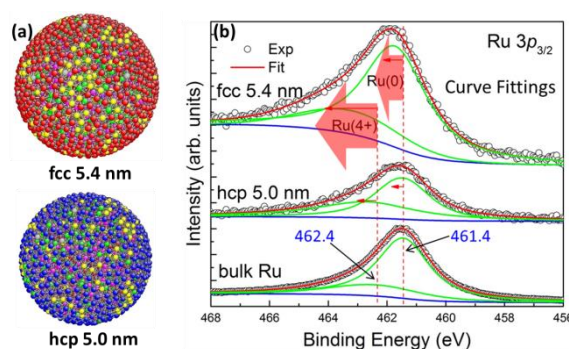 (a)
fcc 5.4 nm
hcp 5.0 nm
(b)
Exp
Fit
Ru 3p3/2
Curve Fittings
fcc 5.4 nm
Ru(0)
Ru(4+)
hcp 5.0 nm
462.4
461.4
bulk Ru
Intensity (arb. units)
468 466 464 462 460 458 456
Binding Energy (eV)